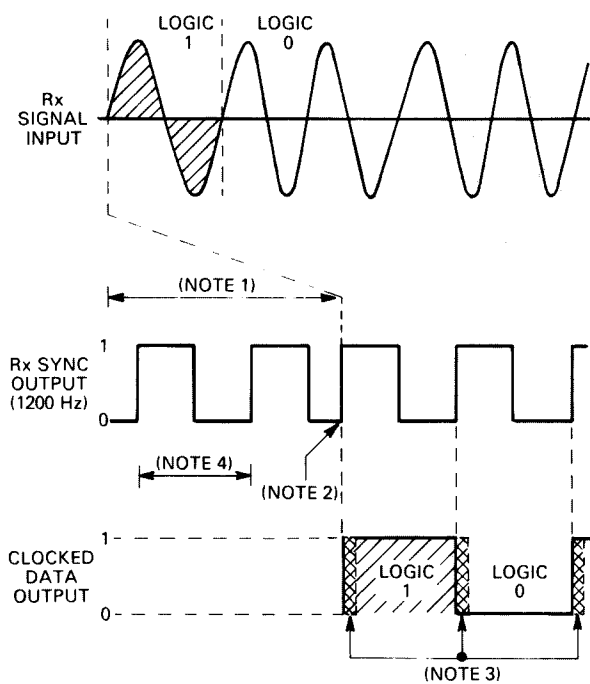 LOGIC
1
LOGIC
0
Rx
SIGNAL
INPUT
(NOTE 1)
1
Rx SYNC
OUTPUT
(1200 Hz)
0
(NOTE 4)
(NOTE 2)
1
CLOCKED
DATA
OUTPUT
0
LOGIC
1
LOGIC
0
(NOTE 3)